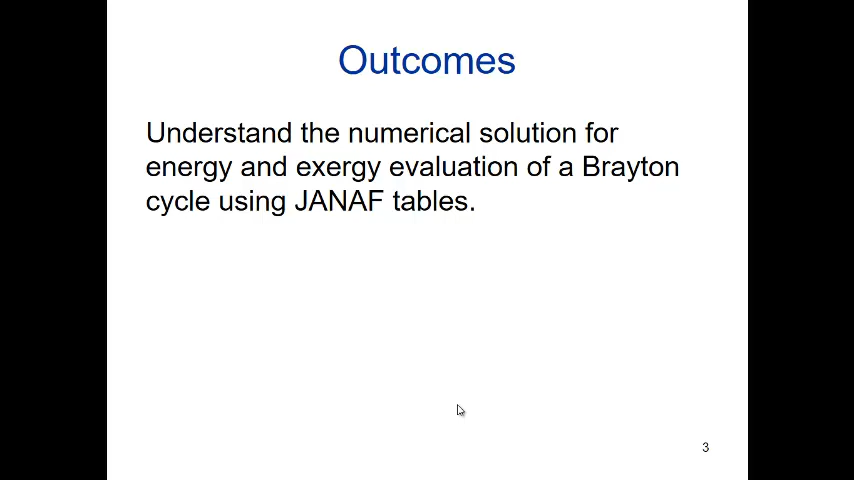 Outcomes
Understand the numerical solution for
energy and exergy evaluation of a Brayton
cycle using JANAF tables.
3